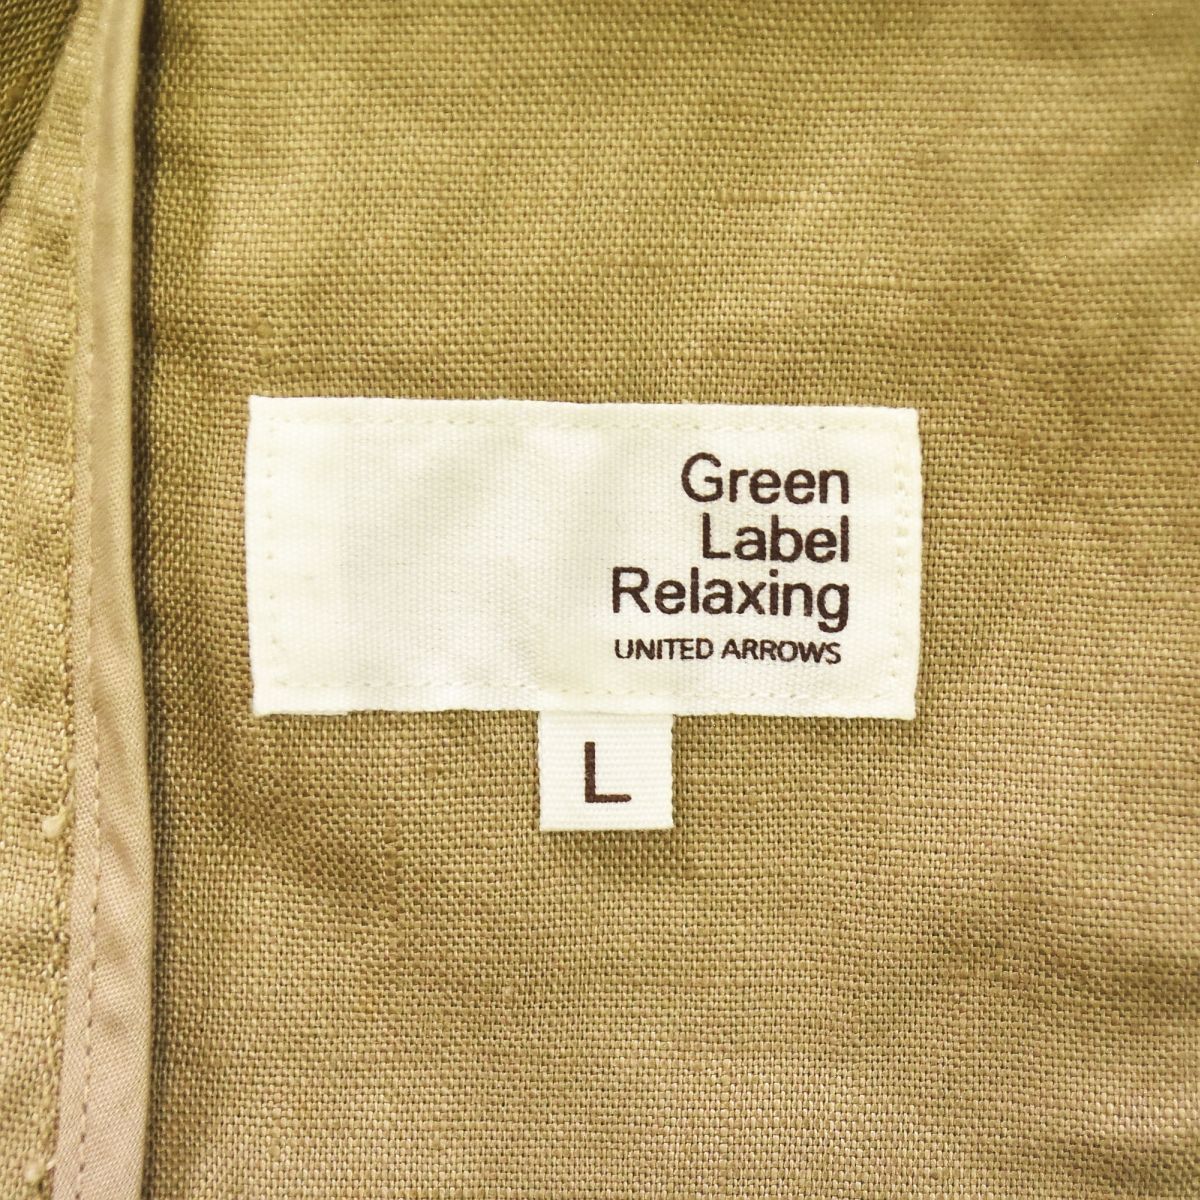 Green
Label
Relaxing
UNITED ARROWS
L